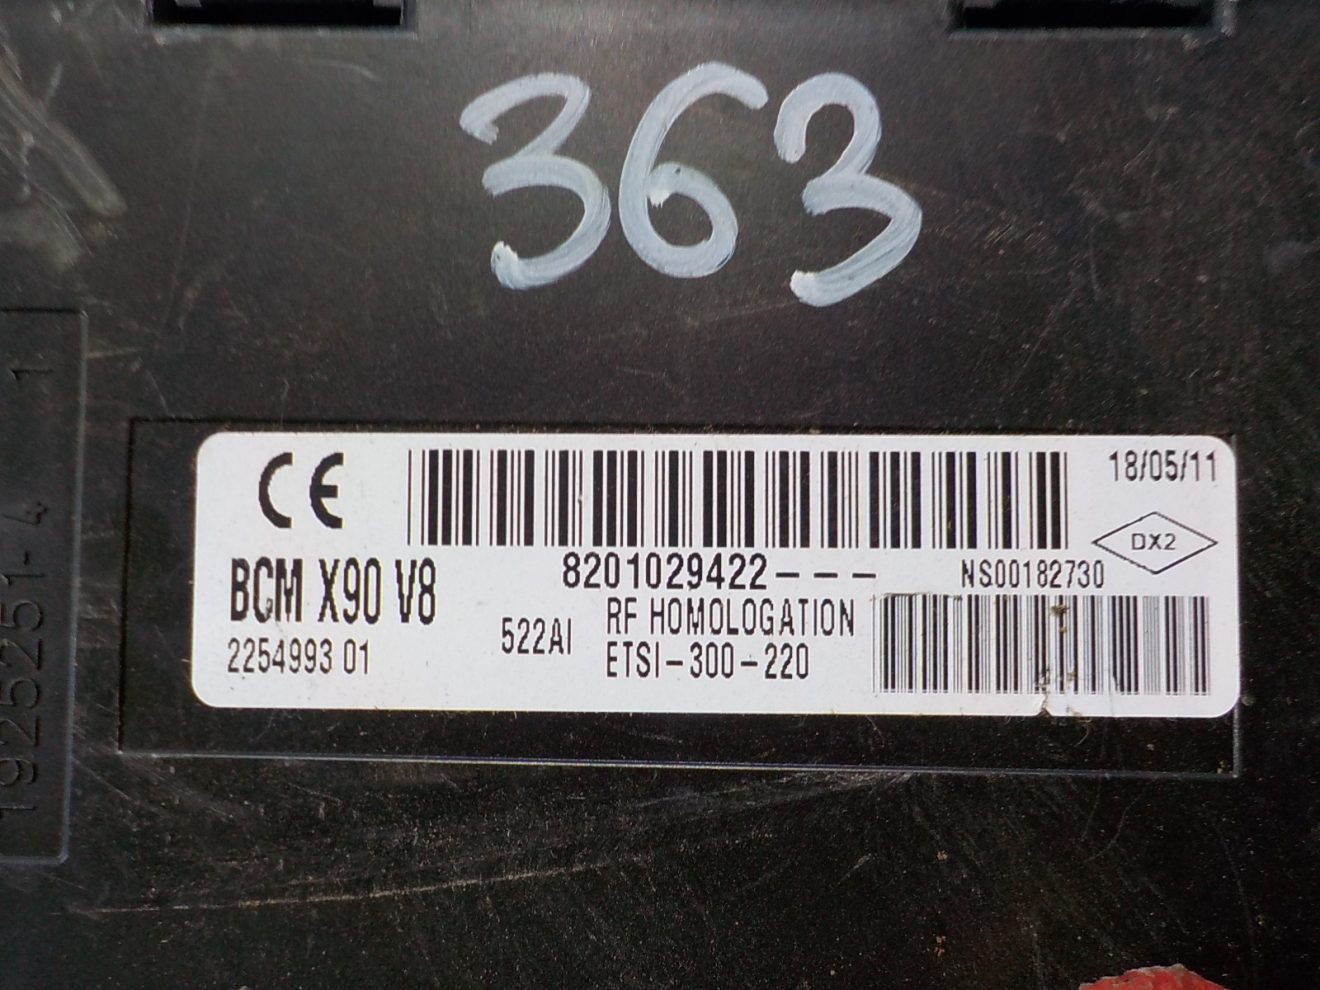 363
CE
18/05/11
DX2
8201029422---
NS00182730
BCM X90 V8
522AI
RF HOMOLOGATION
2254993 01
ETSI-300-220
1925251-4 1